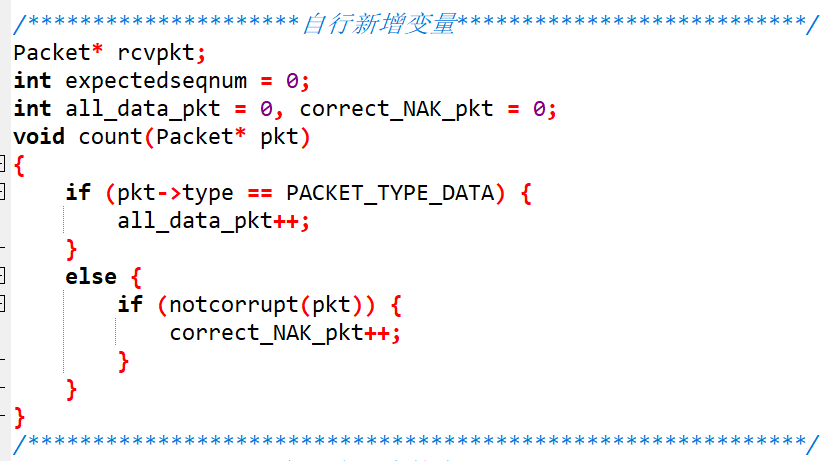 /*********************自行新增变量***************************/
Packet* rcvpkt;
int expectedseqnum = 0;
int all_data_pkt = 0, correct_NAK_pkt = 0;
void count(Packet* pkt)
{
    if (pkt->type == PACKET_TYPE_DATA) {
        all_data_pkt++;
    }
    else {
        if (notcorrupt(pkt)) {
            correct_NAK_pkt++;
        }
    }
}
/************************************************************/